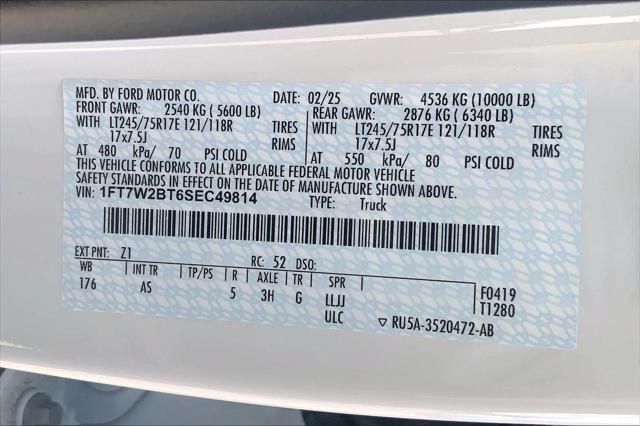 MFD. BY FORD MOTOR CO. DATE: 02/25 GVWR: 4536 KG (10000 LB)
FRONT GAWR: 2540 KG ( 5600 LB) REAR GAWR: 2876 KG ( 6340 LB)
WITH LT245/75R17E 121/118R TIRES WITH LT245/75R17E 121/118R TIRES
17x7.5J RIMS 17x7.5J RIMS
AT 480 kPa/ 70 PSI COLD AT 550 kPa/ 80 PSI COLD
THIS VEHICLE CONFORMS TO ALL APPLICABLE FEDERAL MOTOR VEHICLE
SAFETY STANDARDS IN EFFECT ON THE DATE OF MANUFACTURE SHOWN ABOVE.
VIN: 1FT7W2BT6SEC49814 TYPE: Truck
EXT PNT: Z1 RC: 52 DSO:
WB INT TR TP/PS R AXLE TR SPR F0419
176 AS 5 3H G LLJJ T1280
ULC RU5A-3520472-AB